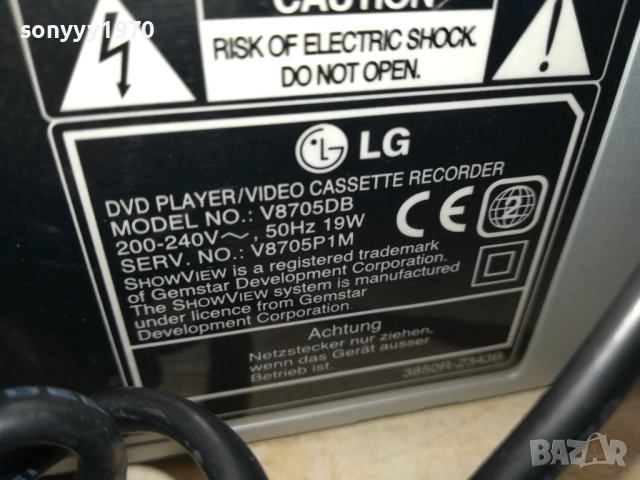 sonyyy1970
CAUTION
RISK OF ELECTRIC SHOCK.
DO NOT OPEN.
LG
DVD PLAYER/VIDEO CASSETTE RECORDER
MODEL NO.: V8705DB
200-240V～, 50Hz 19W
SERV. NO.: V8705P1M
SHOWVIEW is a registered trademark
of Gemstar Development Corporation.
The SHOWVIEW system is manufactured
under licence from Gemstar
Development Corporation.
CE
2
Achtung
Netzstecker nur ziehen,
wenn das Gerät ausser
Betrieb ist.
3850R-Z343B
BAZAR